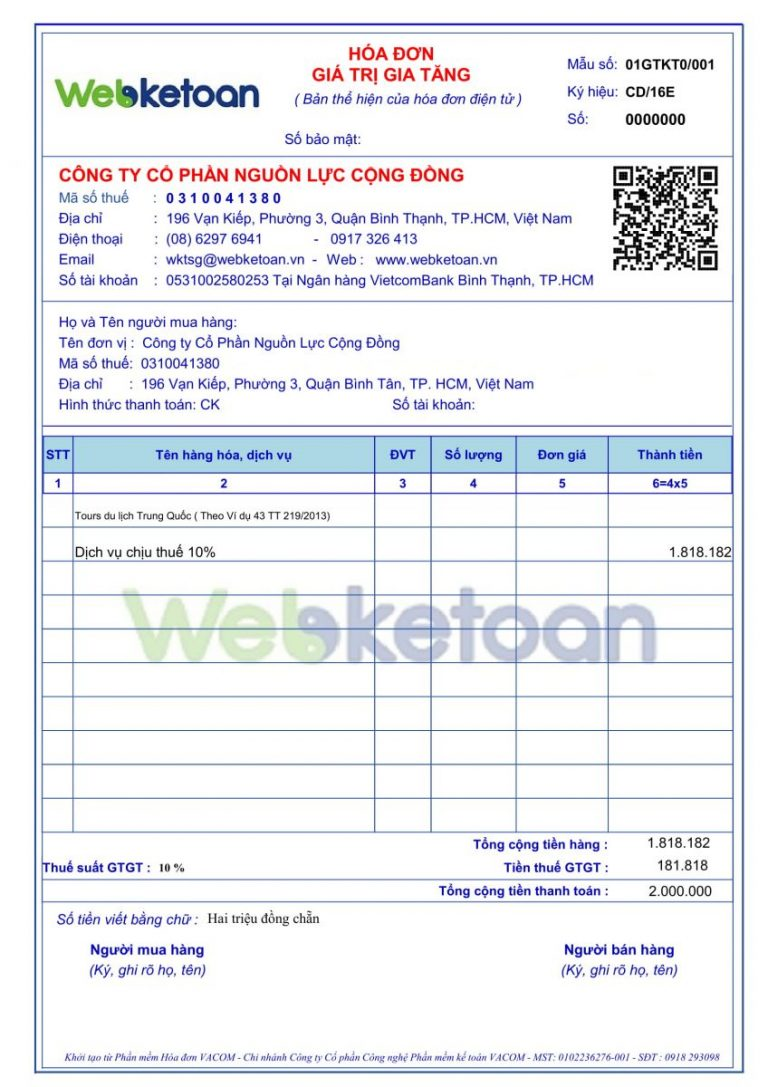 Webketoan
HÓA ĐƠN
GIÁ TRỊ GIA TĂNG
( Bản thể hiện của hóa đơn điện tử )
Số bảo mật:
Mẫu số: 01GTKT0/001
Ký hiệu: CD/16E
Số: 0000000
CÔNG TY CỔ PHẦN NGUỒN LỰC CỘNG ĐỒNG
Mã số thuế : 0310041380
Địa chỉ : 196 Vạn Kiếp, Phường 3, Quận Bình Thạnh, TP.HCM, Việt Nam
Điện thoại : (08) 6297 6941 - 0917 326 413
Email : wktsg@webketoan.vn - Web : www.webketoan.vn
Số tài khoản : 0531002580253 Tại Ngân hàng VietcomBank Bình Thạnh, TP.HCM
Họ và Tên người mua hàng:
Tên đơn vị : Công ty Cổ Phần Nguồn Lực Cộng Đồng
Mã số thuế: 0310041380
Địa chỉ : 196 Vạn Kiếp, Phường 3, Quận Bình Tân, TP. HCM, Việt Nam
Hình thức thanh toán: CK Số tài khoản:
STT Tên hàng hóa, dịch vụ ĐVT Số lượng Đơn giá Thành tiền
1 2 3 4 5 6=4x5
Tours du lịch Trung Quốc ( Theo Ví dụ 43 TT 219/2013)
Dịch vụ chịu thuế 10% 1.818.182
Webketoan
Tổng cộng tiền hàng : 1.818.182
Thuế suất GTGT : 10 % Tiền thuế GTGT : 181.818
Tổng cộng tiền thanh toán : 2.000.000
Số tiền viết bằng chữ : Hai triệu đồng chẵn
Người mua hàng Người bán hàng
(Ký, ghi rõ họ, tên) (Ký, ghi rõ họ, tên)
Khởi tạo từ Phần mềm Hóa đơn VACOM - Chi nhánh Công ty Cổ phần Công nghệ Phần mềm kế toán VACOM - MST: 0102236276-001 - SĐT : 0918 293098